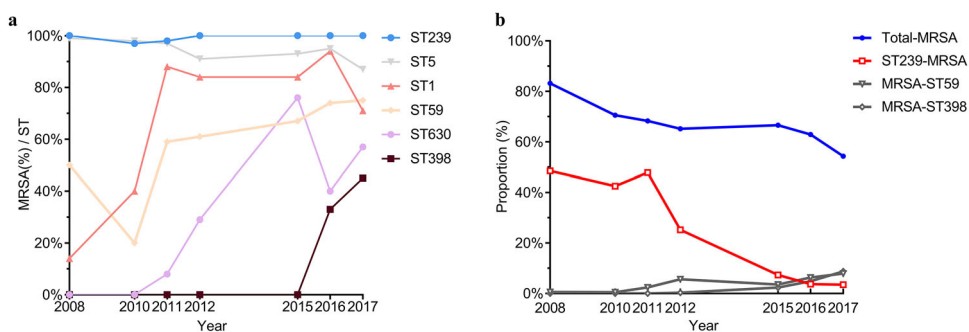 a
100%
80%
60%
40%
20%
0%
MRSA(%) / ST
2008
2010
2011
2012
2015
2016
2017
Year
ST239
ST5
ST1
ST59
ST630
ST398
b
100%
80%
60%
40%
20%
0%
Proportion (%)
2008
2010
2011
2012
2015
2016
2017
Year
Total-MRSA
ST239-MRSA
MRSA-ST59
MRSA-ST398